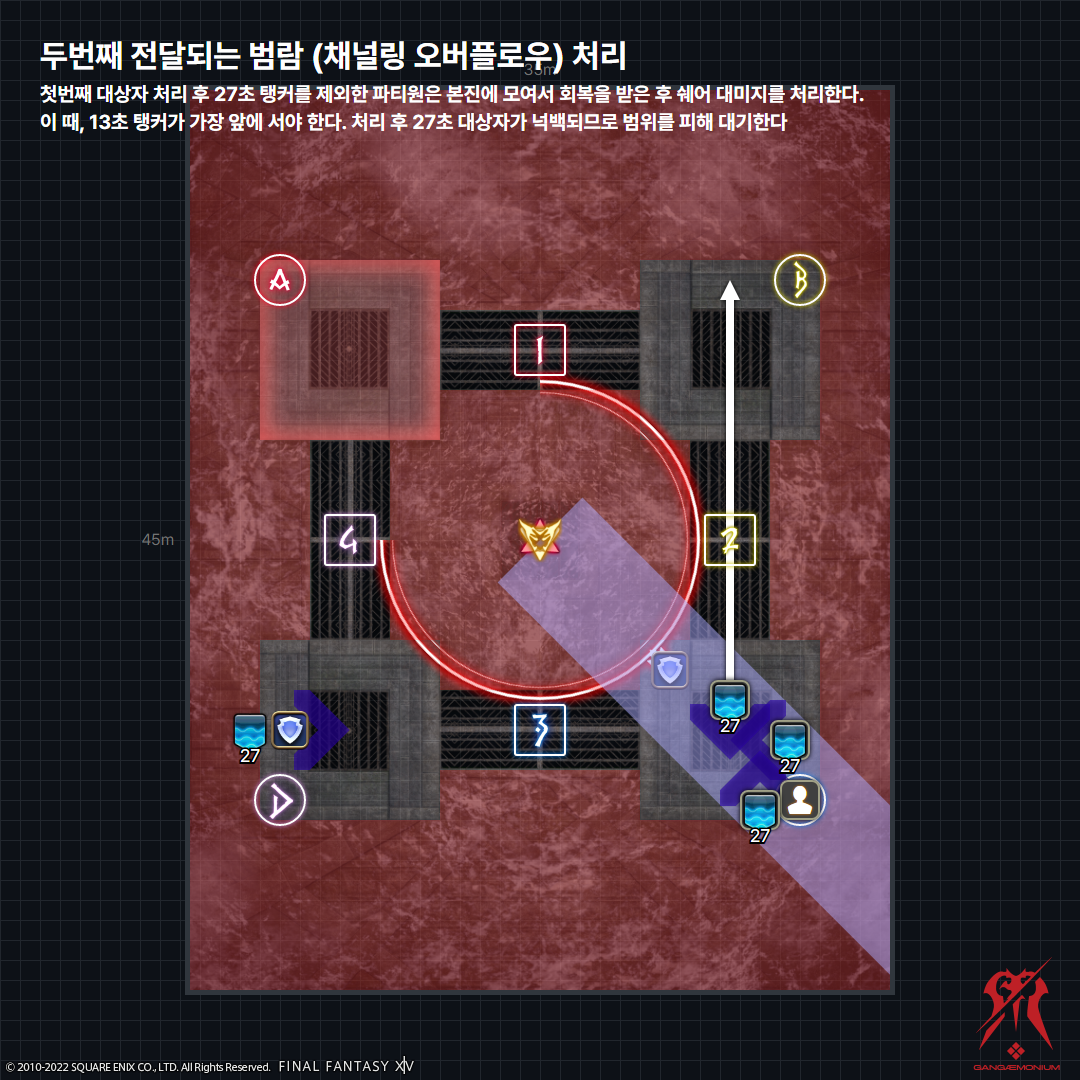 두번째 전달되는 범람 (채널링 오버플로우) 처리
35m
첫번째 대상자 처리 후 27초 탱커를 제외한 파티원은 본진에 모여서 회복을 받은 후 쉐어 대미지를 처리한다.
이 때, 13초 탱커가 가장 앞에 서야 한다. 처리 후 27초 대상자가 넉백되므로 범위를 피해 대기한다
A
B
1
45m
4
2
27
3
27
27
D
27
© 2010-2022 SQUARE ENIX CO., LTD. All Rights Reserved. FINAL FANTASY XIV
GANGÆMONIUM